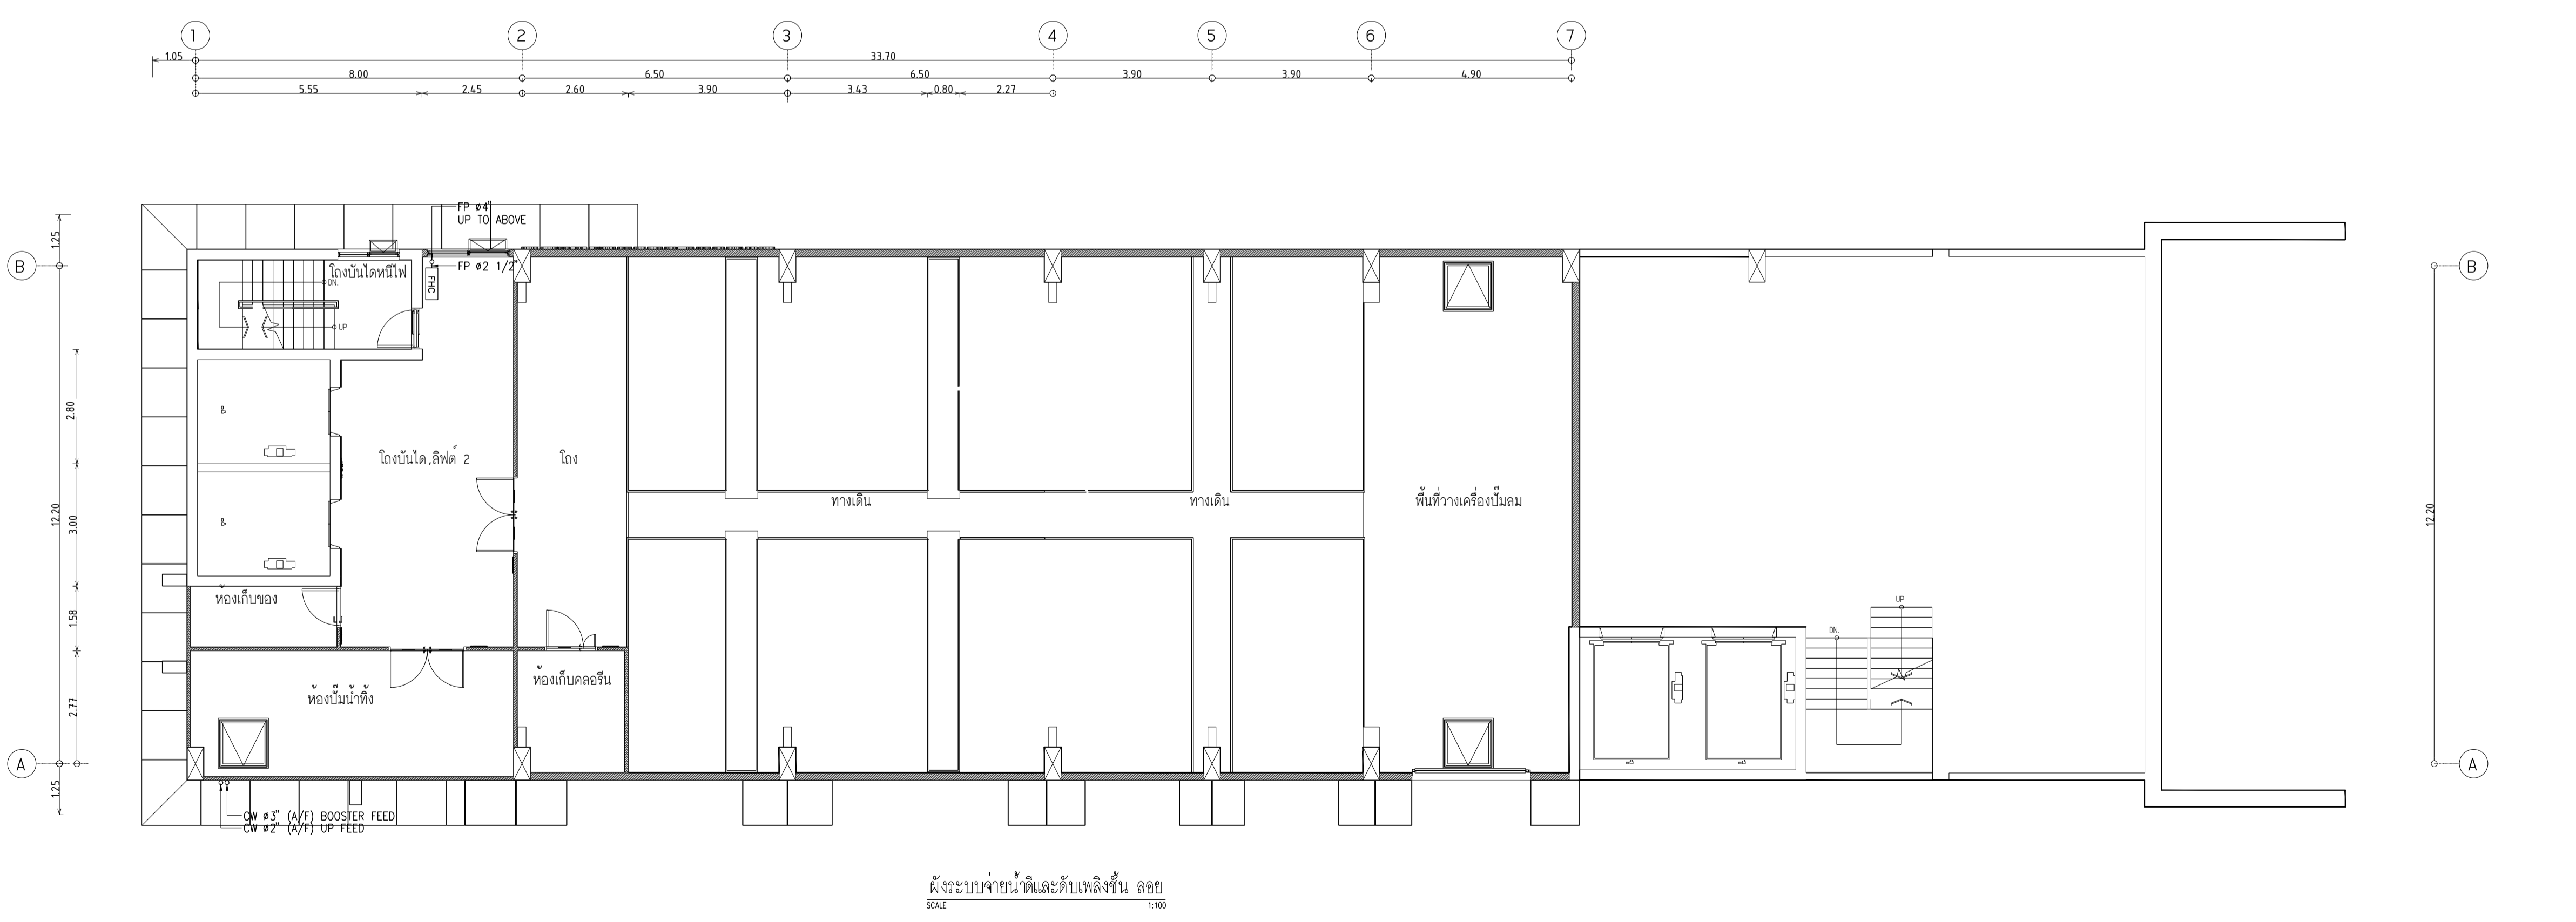 1 2 3 4 5 6 7
1.05 33.70
8.00 6.50 6.50 3.90 3.90 4.90
5.55 2.45 2.60 3.90 3.43 0.80 2.27
FP ø4"
UP TO ABOVE
1.25
B
B
FP ø2 1/2"
FHC
โถงบันไดหนีไฟ
DN.
UP
2.80
โถงบันได,ลิฟต์ 2
โถง
ทางเดิน
ทางเดิน
พื้นที่วางเครื่องปั๊มลม
12.20
3.00
12.20
ห้องเก็บของ
1.58
UP
DN.
ห้องเก็บคลอรีน
ห้องปั๊มน้ำทิ้ง
2.77
A
A
1.25
CW ø3" (A/F) BOOSTER FEED
CW ø2" (A/F) UP FEED
ผังระบบจ่ายน้ำดีและดับเพลิงชั้น ลอย
SCALE 1:100